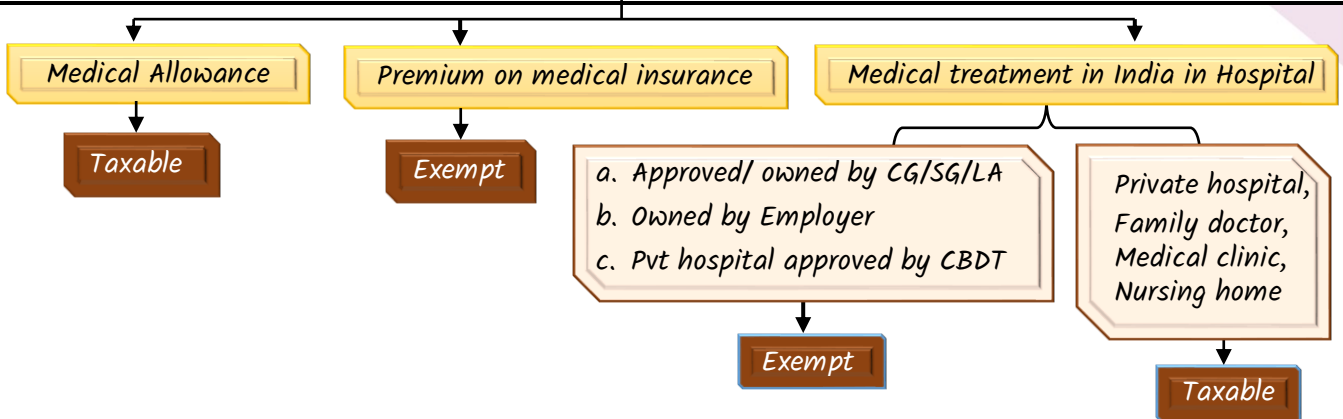 Medical Allowance
Taxable
Premium on medical insurance
Exempt
Medical treatment in India in Hospital
a. Approved/ owned by CG/SG/LA
b. Owned by Employer
c. Pvt hospital approved by CBDT
Exempt
Private hospital,
Family doctor,
Medical clinic,
Nursing home
Taxable